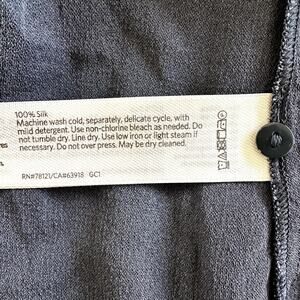 100% Silk
Machine wash cold, separately, delicate cycle, with
mild detergent. Use non-chlorine bleach as needed. Do
not tumble dry. Line dry. Use low iron or light steam if
necessary. Do not over press. May be dry cleaned.
RN#78121/CA#63918 GC1